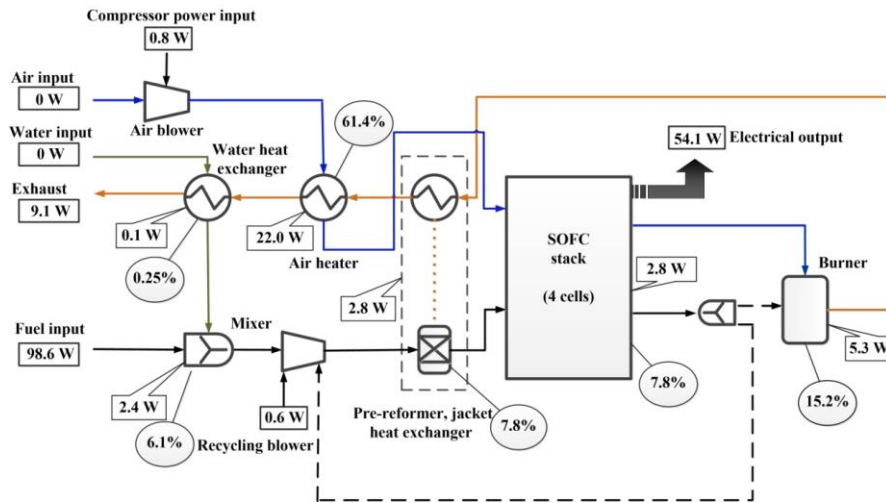 Compressor power input
0.8 W
Air input
0 W
Air blower
61.4%
Water input
0 W
Water heat
exchanger
54.1 W
Electrical output
Exhaust
9.1 W
0.1 W
22.0 W
Air heater
0.25%
SOFC
stack
(4 cells)
2.8 W
2.8 W
Burner
Fuel input
98.6 W
Mixer
5.3 W
2.4 W
0.6 W
6.1%
Recycling blower
Pre-reformer, jacket
heat exchanger
7.8%
7.8%
15.2%